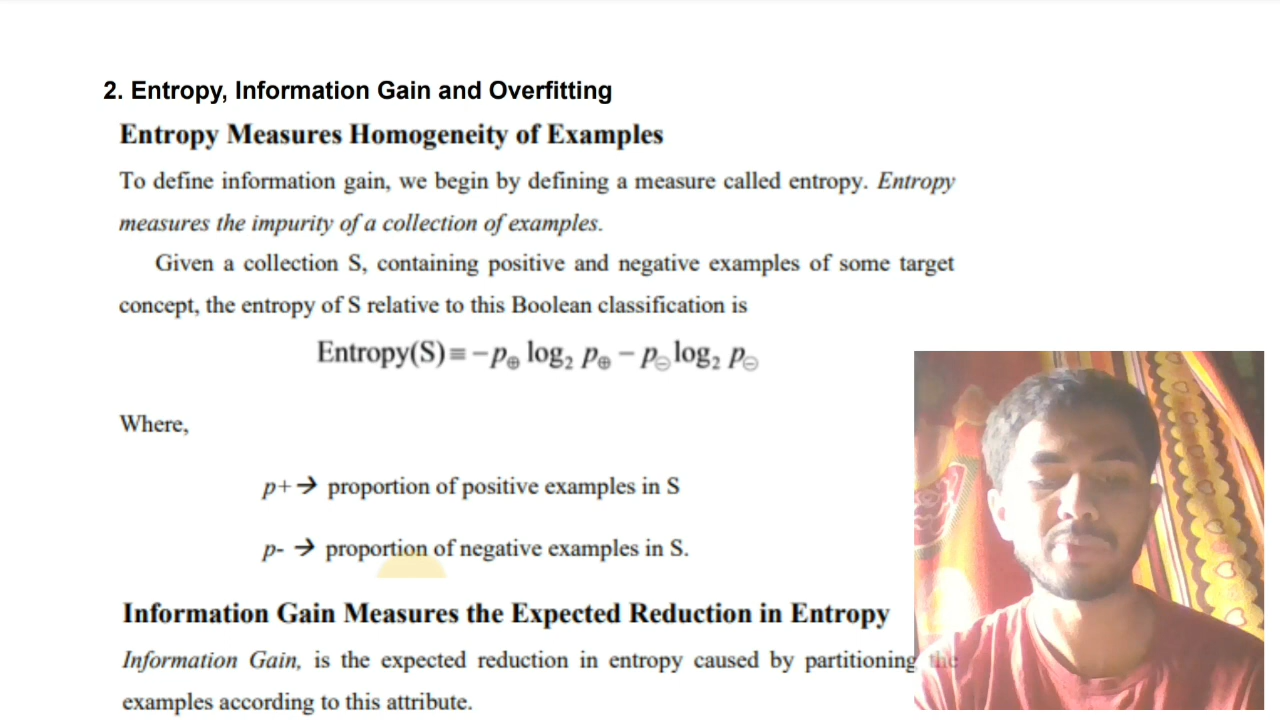 2. Entropy, Information Gain and Overfitting
Entropy Measures Homogeneity of Examples
To define information gain, we begin by defining a measure called entropy. Entropy
measures the impurity of a collection of examples.
Given a collection S, containing positive and negative examples of some target
concept, the entropy of S relative to this Boolean classification is
Entropy(S) ≡ −p⊕ log₂ p⊕ − p⊖ log₂ p⊖
Where,
p+→ proportion of positive examples in S
p- → proportion of negative examples in S.
Information Gain Measures the Expected Reduction in Entropy
Information Gain, is the expected reduction in entropy caused by partitioning the
examples according to this attribute.